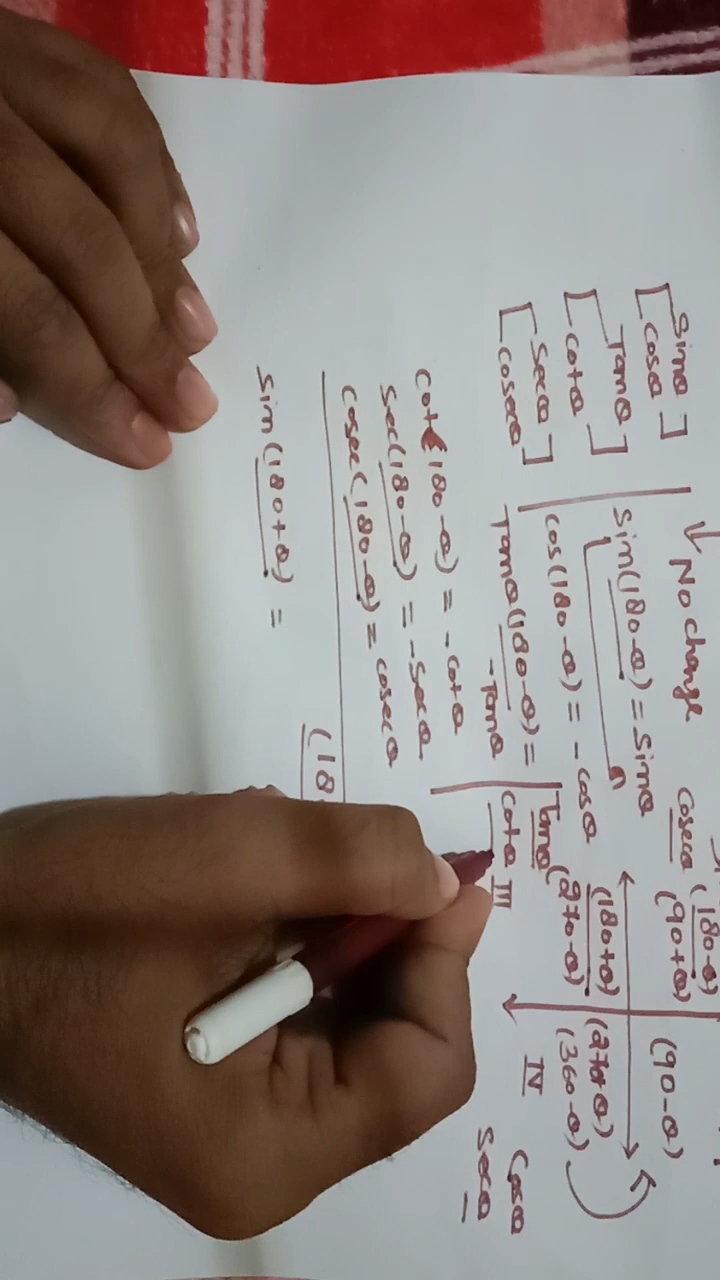 [Sinθ
Cosθ]
[Tanθ
Cotθ]
[Secθ
Cosecθ]
↓ No change
Sin(180-θ) = Sinθ
Cos(180-θ) = -Cosθ
Tanθ(180-θ) =
-Tanθ
Cot(180-θ) = -Cotθ
Sec(180-θ) = -Secθ
Cosec(180-θ) = Cosecθ
Sin(180+θ) =
(18
Cosecθ
(180-θ)
(90+θ)
(90-θ)
(180+θ)
(270-θ)
Tanθ
Cotθ III
(270+θ)
(360-θ)
IV
Cosθ
Secθ